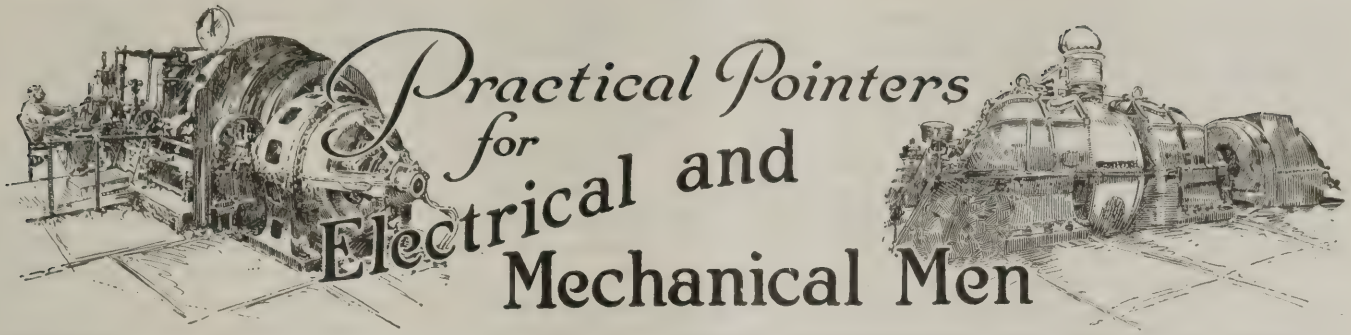 Practical Pointers
for
Electrical and
Mechanical Men